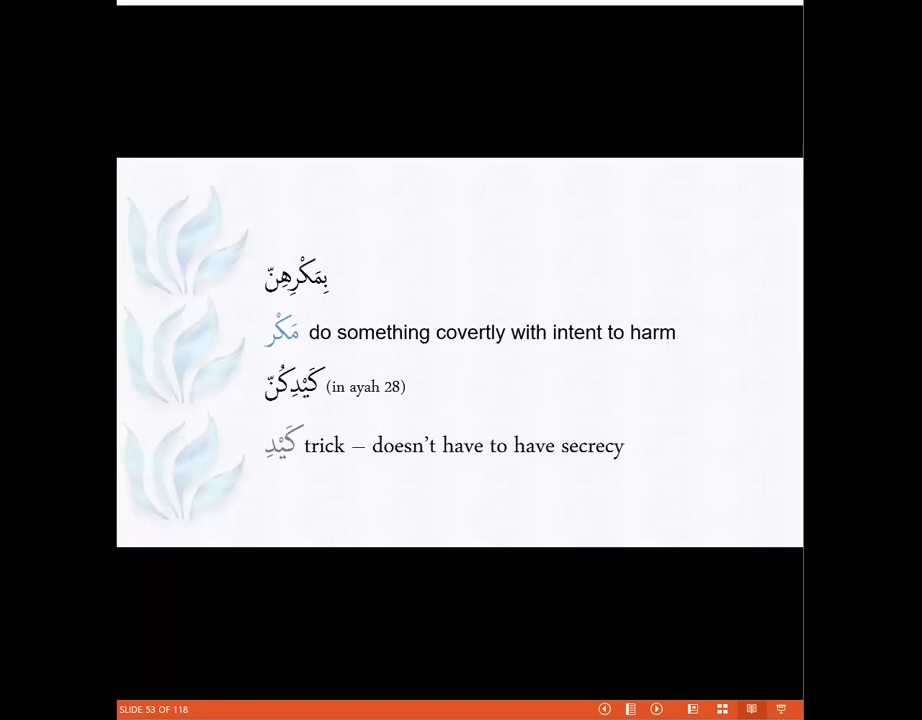 بِمَكْرِهِنّ
مَكْر do something covertly with intent to harm
كَيْدِكُنّ (in ayah 28)
كَيْدِ trick – doesn’t have to have secrecy
SLIDE 53 OF 118